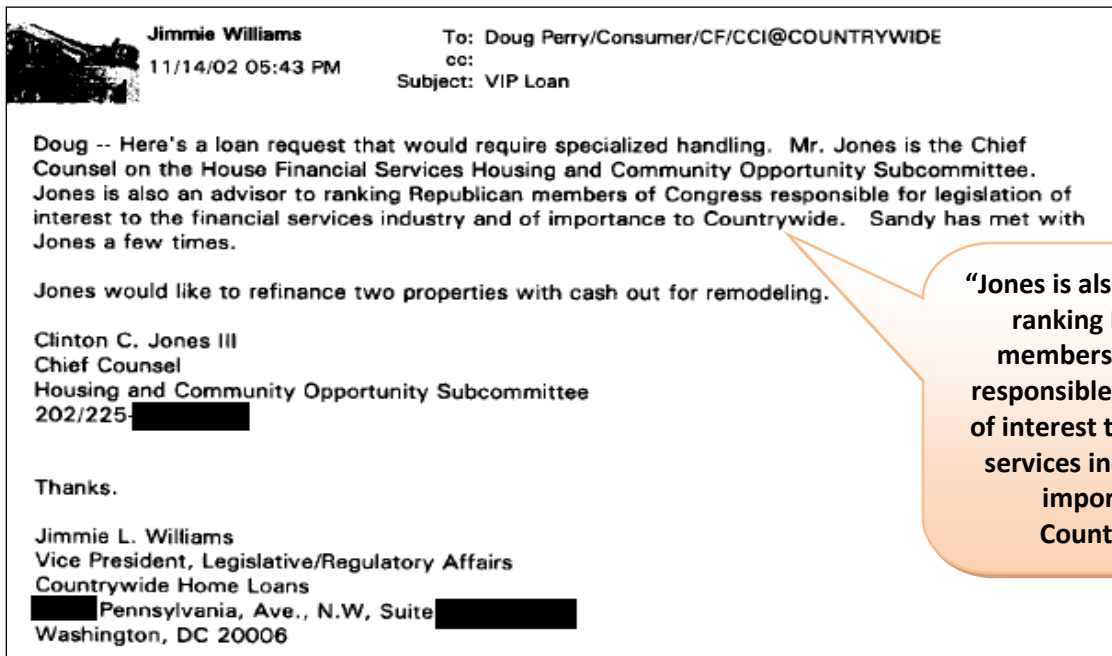 Jimmie Williams
11/14/02 05:43 PM
To: Doug Perry/Consumer/CF/CCI@COUNTRYWIDE
cc:
Subject: VIP Loan
Doug -- Here's a loan request that would require specialized handling. Mr. Jones is the Chief
Counsel on the House Financial Services Housing and Community Opportunity Subcommittee.
Jones is also an advisor to ranking Republican members of Congress responsible for legislation of
interest to the financial services industry and of importance to Countrywide. Sandy has met with
Jones a few times.
Jones would like to refinance two properties with cash out for remodeling.
Clinton C. Jones III
Chief Counsel
Housing and Community Opportunity Subcommittee
202/225-
Thanks.
Jimmie L. Williams
Vice President, Legislative/Regulatory Affairs
Countrywide Home Loans
Pennsylvania, Ave., N.W, Suite
Washington, DC 20006
“Jones is
ranking
members
responsible
of interest
services